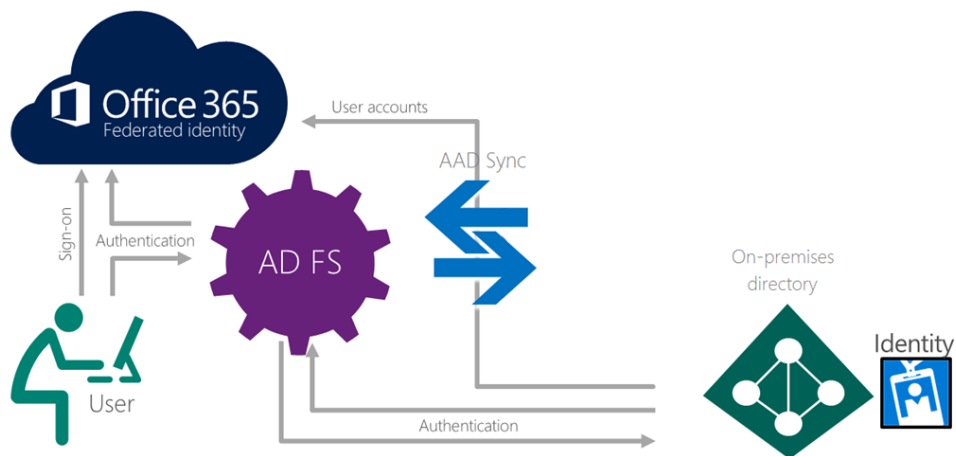 Office 365
Federated identity
User accounts
AAD Sync
Sign-on
Authentication
AD FS
On-premises
directory
Identity
User
Authentication